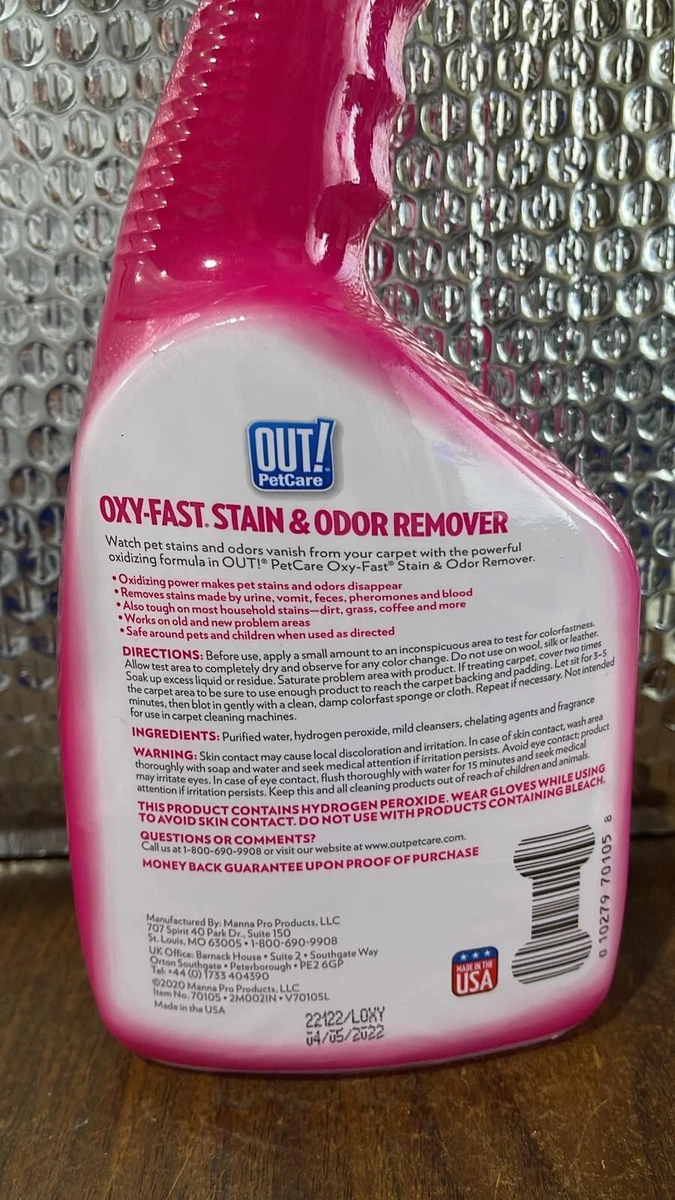 OUT!®
PetCare
OXY-FAST® STAIN & ODOR REMOVER
Watch pet stains and odors vanish from your carpet with the powerful
oxidizing formula in OUT!® PetCare Oxy-Fast® Stain & Odor Remover.
• Oxidizing power makes pet stains and odors disappear
• Removes stains made by urine, vomit, feces, pheromones and blood
• Also tough on most household stains—dirt, grass, coffee and more
• Works on old and new problem areas
• Safe around pets and children when used as directed
DIRECTIONS: Before use, apply a small amount to an inconspicuous area to test for colorfastness.
Allow test area to completely dry and observe for any color change. Do not use on wool, silk or leather.
Soak up excess liquid or residue. Saturate problem area with product. If treating carpet, cover two times
the carpet area to be sure to use enough product to reach the carpet backing and padding. Let sit for 3–5
minutes, then blot in gently with a clean, damp colorfast sponge or cloth. Repeat if necessary. Not intended
for use in carpet cleaning machines.
INGREDIENTS: Purified water, hydrogen peroxide, mild cleansers, chelating agents and fragrance
WARNING: Skin contact may cause local discoloration and irritation. In case of skin contact, wash area
thoroughly with soap and water and seek medical attention if irritation persists. Avoid eye contact; product
may irritate eyes. In case of eye contact, flush thoroughly with water for 15 minutes and seek medical
attention if irritation persists. Keep this and all cleaning products out of reach of children and animals.
THIS PRODUCT CONTAINS HYDROGEN PEROXIDE. WEAR GLOVES WHILE USING
TO AVOID SKIN CONTACT. DO NOT USE WITH PRODUCTS CONTAINING BLEACH.
QUESTIONS OR COMMENTS?
Call us at 1-800-690-9908 or visit our website at www.outpetcare.com.
MONEY BACK GUARANTEE UPON PROOF OF PURCHASE
Manufactured By: Manna Pro Products, LLC
707 Spirit 40 Park Dr., Suite 150
St. Louis, MO 63005 • 1-800-690-9908
UK Office: Barnack House • Suite 2 • Southgate Way
Orton Southgate • Peterborough • PE2 6GP
Tel: +44 (0) 1733 404390
©2020 Manna Pro Products, LLC
Item No. 70105 • 2M002IN • V70105L
Made in the USA
22122/LOXY
04/05/2022
MADE IN THE
USA
0 10279 70105 8